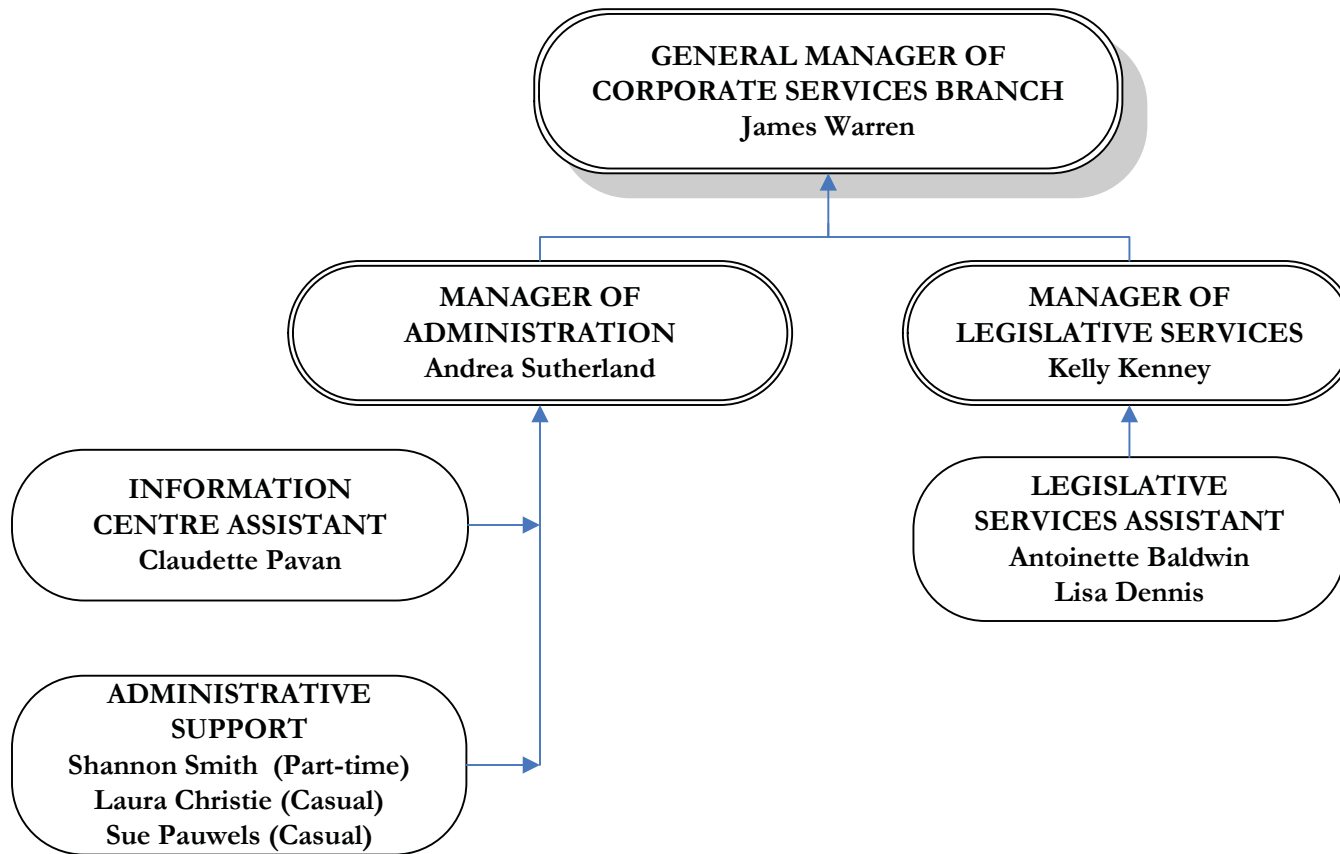 GENERAL MANAGER OF
CORPORATE SERVICES BRANCH
James Warren
MANAGER OF
ADMINISTRATION
Andrea Sutherland
MANAGER OF
LEGISLATIVE SERVICES
Kelly Kenney
INFORMATION
CENTRE ASSISTANT
Claudette Pavan
LEGISLATIVE
SERVICES ASSISTANT
Antoinette Baldwin
Lisa Dennis
ADMINISTRATIVE
SUPPORT
Shannon Smith  (Part-time)
Laura Christie (Casual)
Sue Pauwels (Casual)